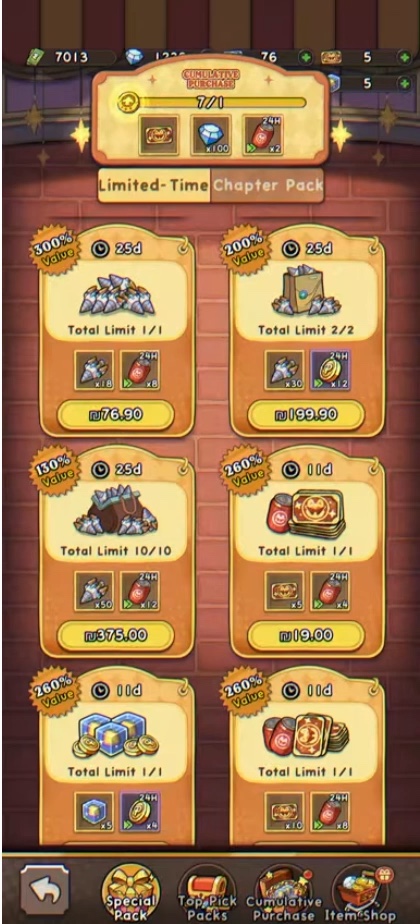 7013
76
5
5
CUMULATIVE
PURCHASE
7/1
x100
24H
x2
Limited-Time
Chapter Pack
300%
Value
25d
Total Limit 1/1
x18
24H
x8
₪76.90
200%
Value
25d
Total Limit 2/2
x30
24H
x12
₪199.90
130%
Value
25d
Total Limit 10/10
x50
24H
x12
₪375.00
260%
Value
11d
Total Limit 1/1
x5
24H
x4
₪19.00
260%
Value
11d
Total Limit 1/1
x5
24H
x4
260%
Value
11d
Total Limit 1/1
x10
24H
x8
Special
Pack
Top Pick
Packs
Cumulative
Purchase
Item Shop